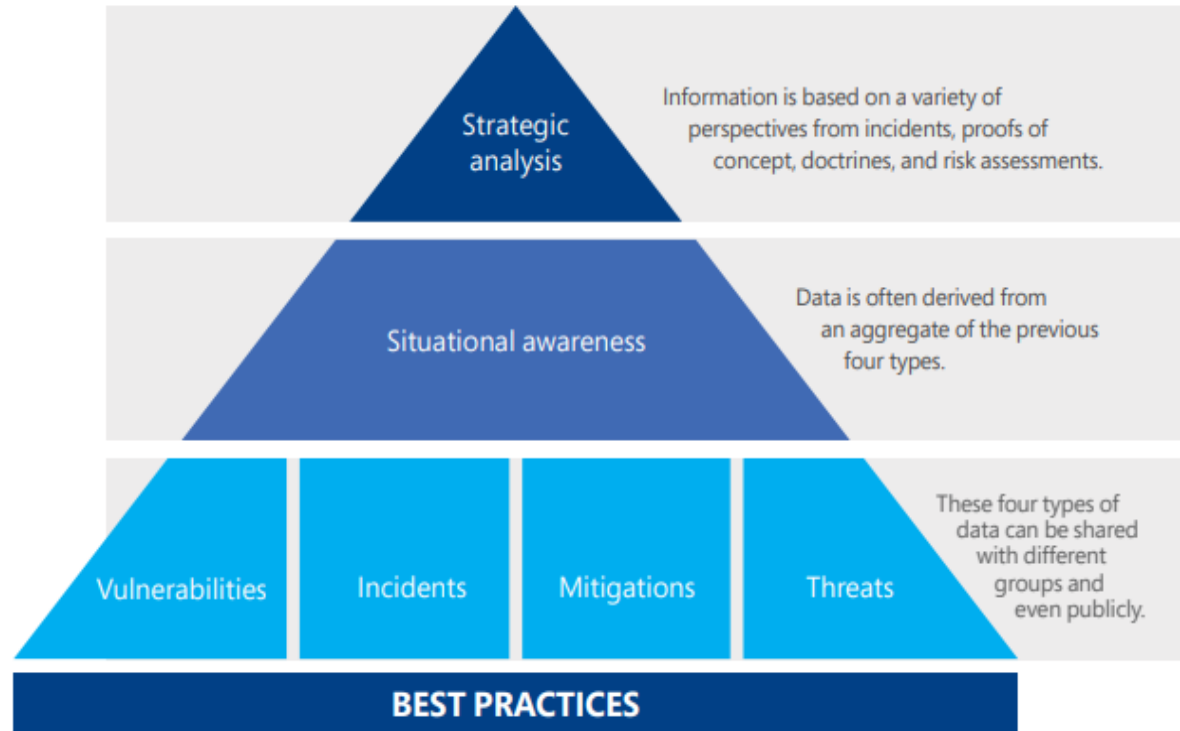 Strategic
analysis
Information is based on a variety of
perspectives from incidents, proofs of
concept, doctrines, and risk assessments.
Situational awareness
Data is often derived from
an aggregate of the previous
four types.
Vulnerabilities
Incidents
Mitigations
Threats
These four types of
data can be shared
with different
groups and
even publicly.
BEST PRACTICES